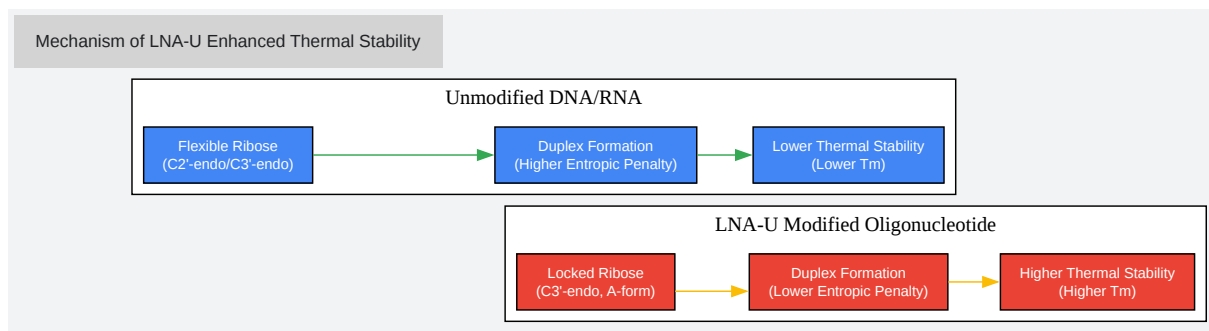 Mechanism of LNA-U Enhanced Thermal Stability
Unmodified DNA/RNA
Flexible Ribose
(C2'-endo/C3'-endo)
Duplex Formation
(Higher Entropic Penalty)
Lower Thermal Stability
(Lower Tm)
LNA-U Modified Oligonucleotide
Locked Ribose
(C3'-endo, A-form)
Duplex Formation
(Lower Entropic Penalty)
Higher Thermal Stability
(Higher Tm)